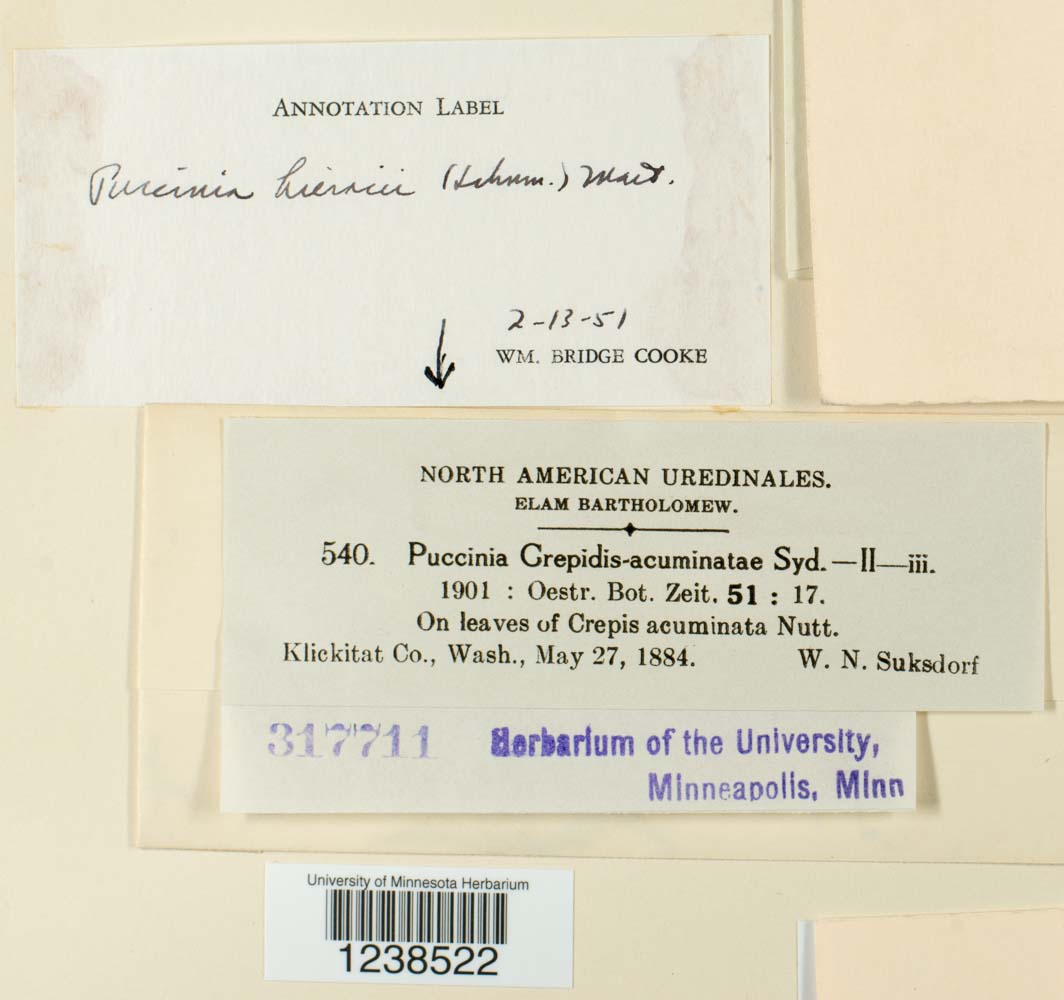 ANNOTATION LABEL
Puccinia hieracii (Schum.) Mart.
2-13-51
WM. BRIDGE COOKE
NORTH AMERICAN UREDINALES.
ELAM BARTHOLOMEW.
540. Puccinia Crepidis-acuminatae Syd.—II—iii.
1901 : Oestr. Bot. Zeit. 51 : 17.
On leaves of Crepis acuminata Nutt.
Klickitat Co., Wash., May 27, 1884. W. N. Suksdorf
317711 Herbarium of the University,
Minneapolis, Minn
University of Minnesota Herbarium
1238522